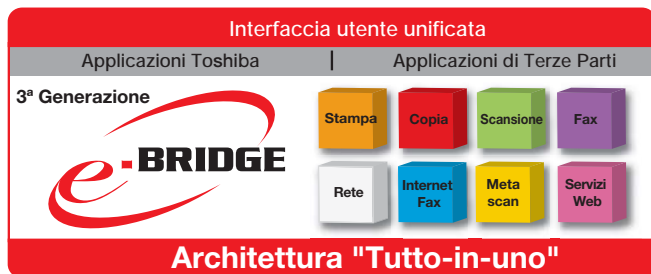 Interfaccia utente unificata
Applicazioni Toshiba | Applicazioni di Terze Parti
3ª Generazione
e-BRIDGE
Stampa
Copia
Scansione
Fax
Rete
Internet
Fax
Meta
scan
Servizi
Web
Architettura "Tutto-in-uno"